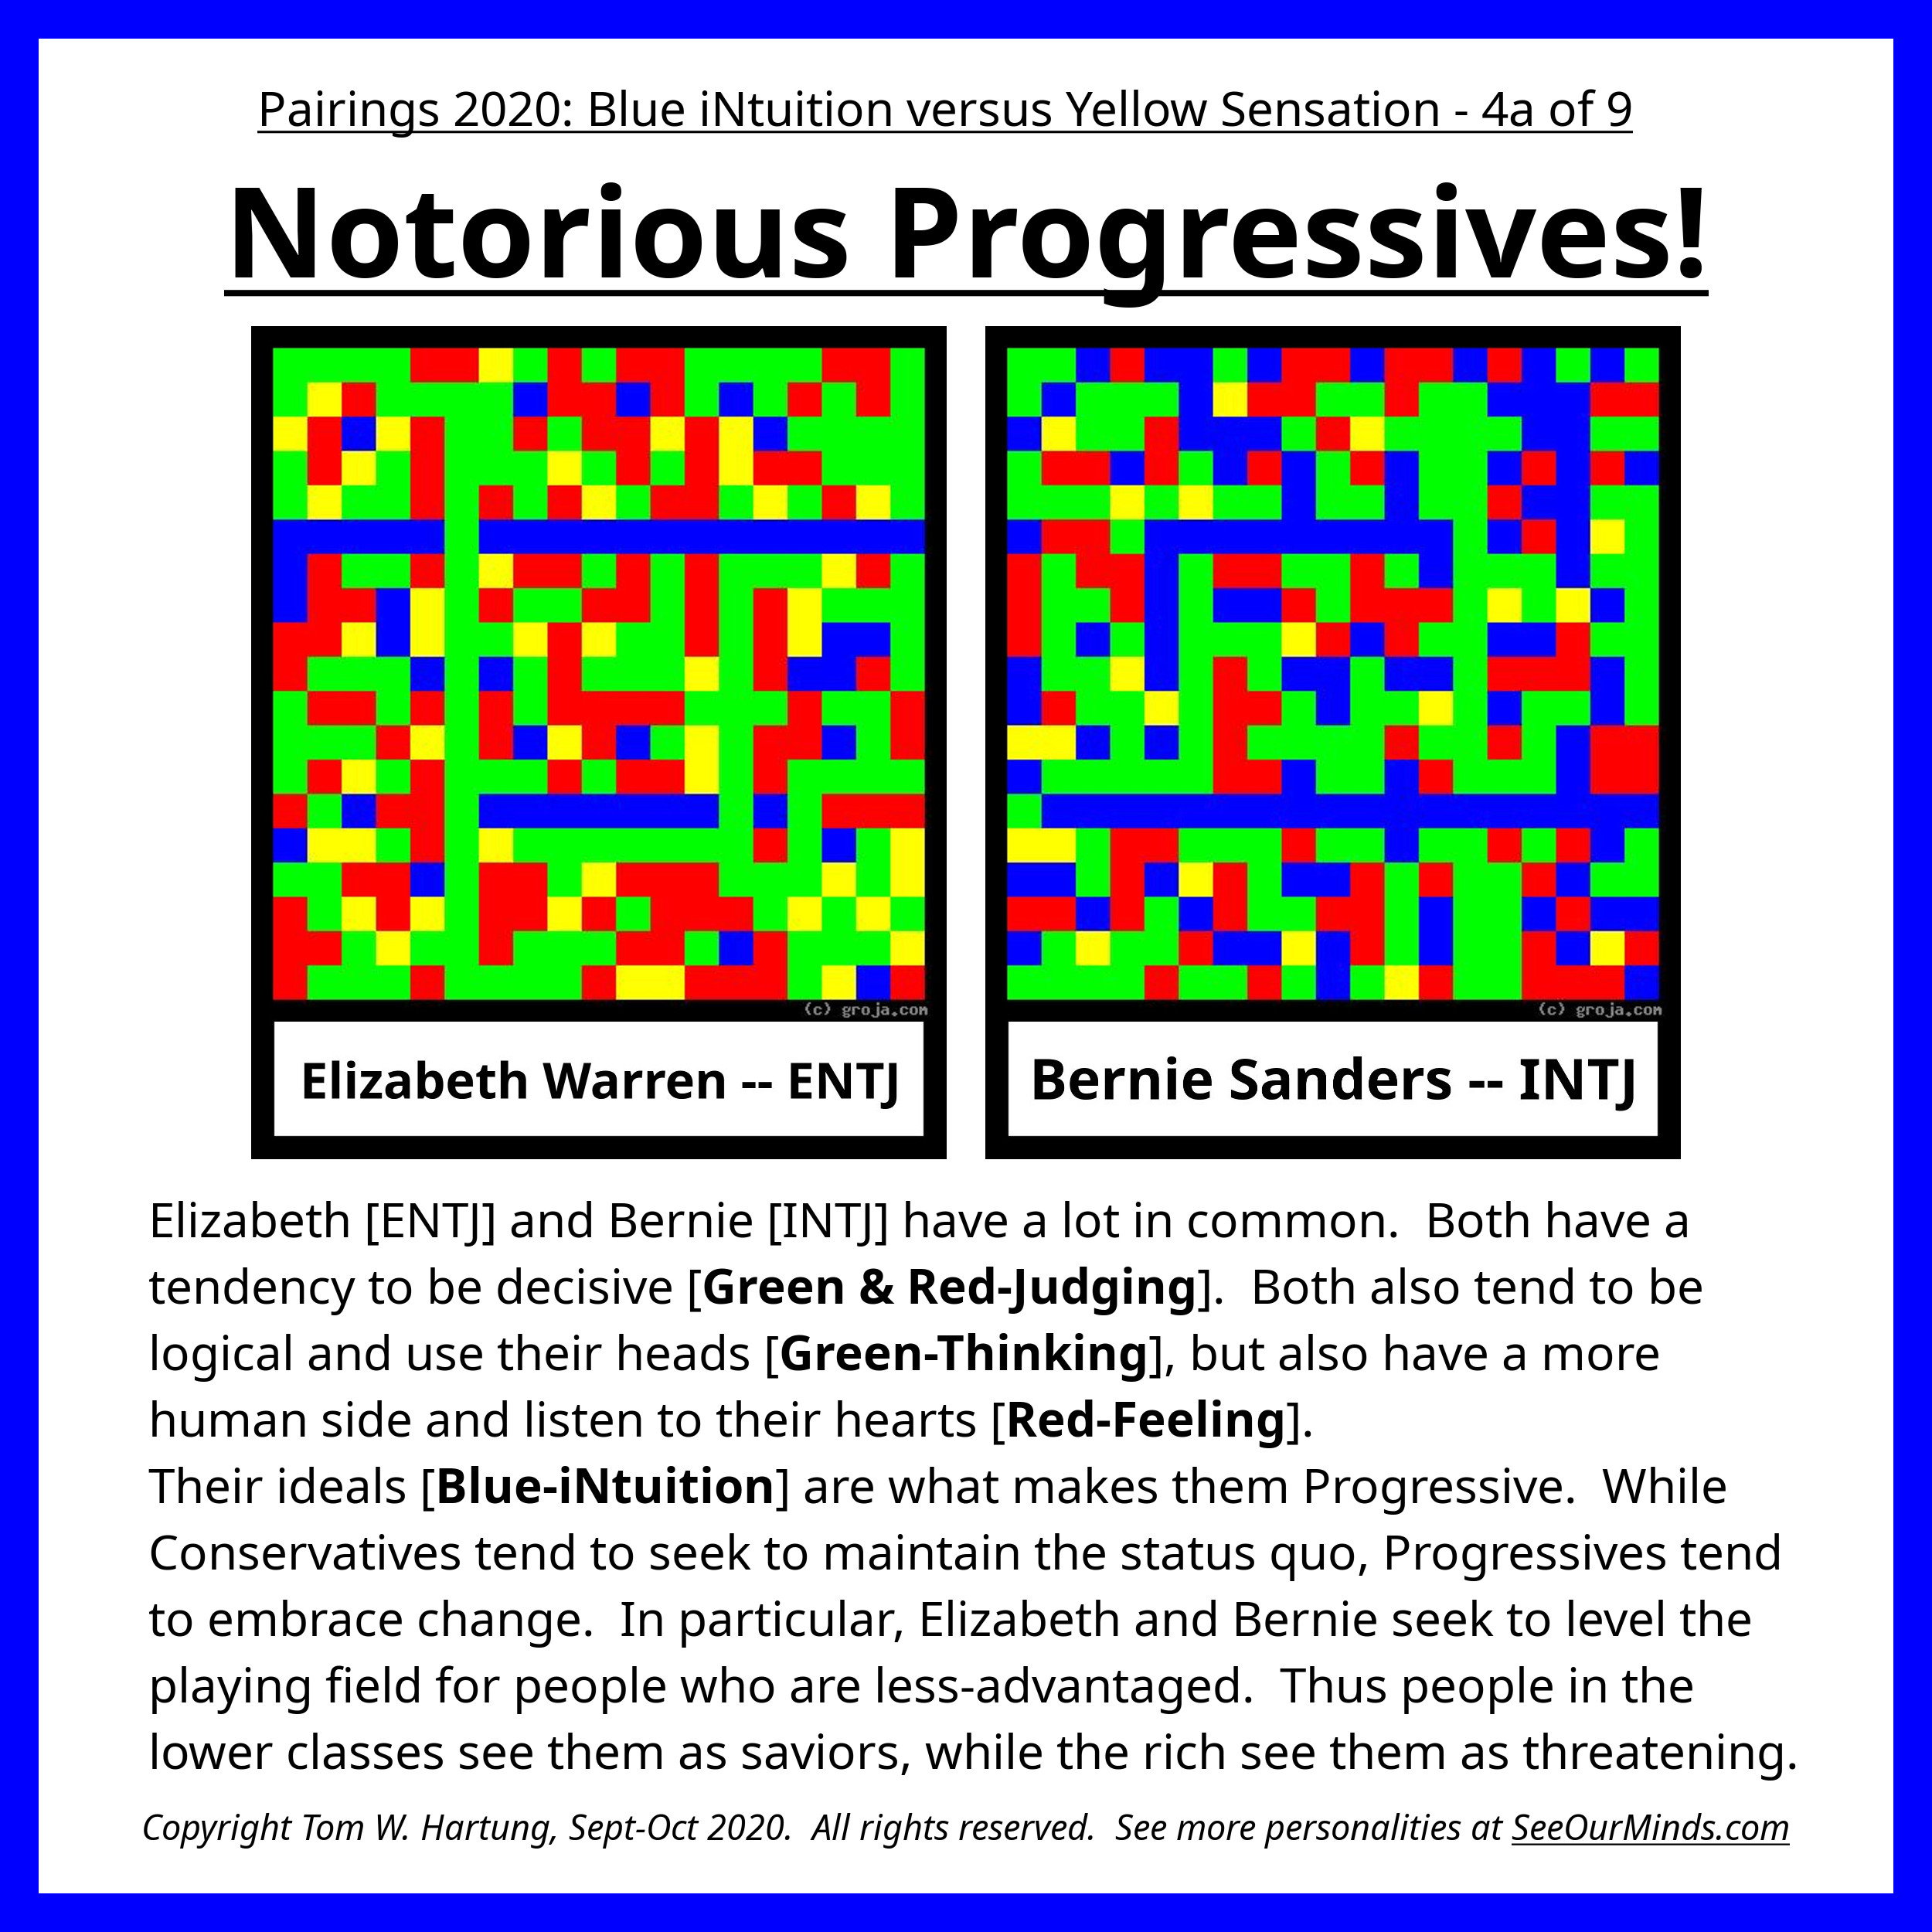 Pairings 2020: Blue iNtuition versus Yellow Sensation - 4a of 9
Notorious Progressives!
(c) groja.com
(c) groja.com
Elizabeth Warren -- ENTJ
Bernie Sanders -- INTJ
Elizabeth [ENTJ] and Bernie [INTJ] have a lot in common.  Both have a
tendency to be decisive [Green & Red-Judging].  Both also tend to be
logical and use their heads [Green-Thinking], but also have a more
human side and listen to their hearts [Red-Feeling].
Their ideals [Blue-iNtuition] are what makes them Progressive.  While
Conservatives tend to seek to maintain the status quo, Progressives tend
to embrace change.  In particular, Elizabeth and Bernie seek to level the
playing field for people who are less-advantaged.  Thus people in the
lower classes see them as saviors, while the rich see them as threatening.
Copyright Tom W. Hartung, Sept-Oct 2020.  All rights reserved.  See more personalities at SeeOurMinds.com